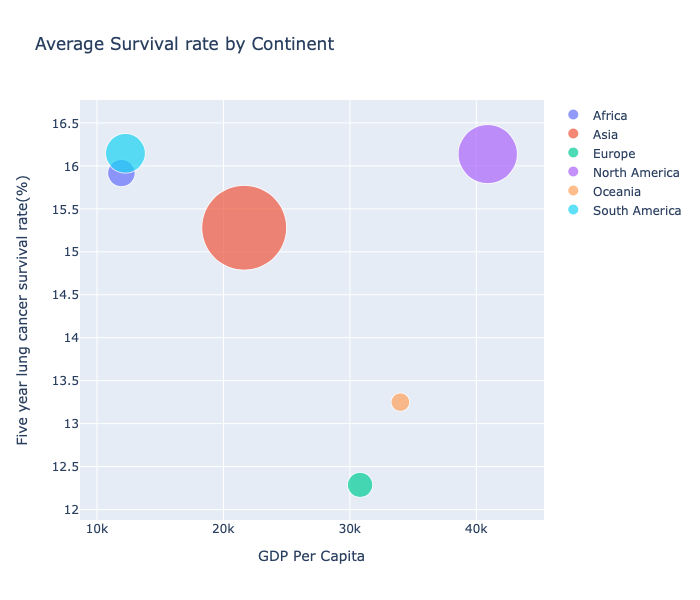 Average Survival rate by Continent
Five year lung cancer survival rate(%)
16.5
16
15.5
15
14.5
14
13.5
13
12.5
12
10k
20k
30k
40k
GDP Per Capita
Africa
Asia
Europe
North America
Oceania
South America